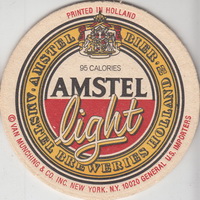 PRINTED IN HOLLAND
AMSTEL BIER
95 CALORIES
AMSTEL
light
AMSTEL BREWERIES HOLLAND
© VAN MUNCHING & CO. INC. NEW YORK, N.Y. 10020 GENERAL U.S. IMPORTERS